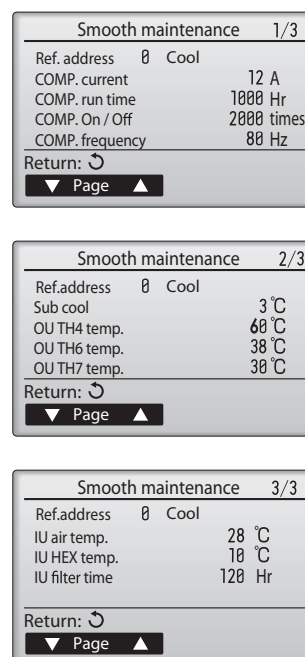 Smooth maintenance 1/3
Ref. address 0 Cool
COMP. current 12 A
COMP. run time 1000 Hr
COMP. On / Off 2000 times
COMP. frequency 80 Hz
Return:
▼ Page ▲
Smooth maintenance 2/3
Ref.address 0 Cool
Sub cool 3 ℃
OU TH4 temp. 60 ℃
OU TH6 temp. 38 ℃
OU TH7 temp. 30 ℃
Return:
▼ Page ▲
Smooth maintenance 3/3
Ref.address 0 Cool
IU air temp. 28 ℃
IU HEX temp. 10 ℃
IU filter time 120 Hr
Return:
▼ Page ▲